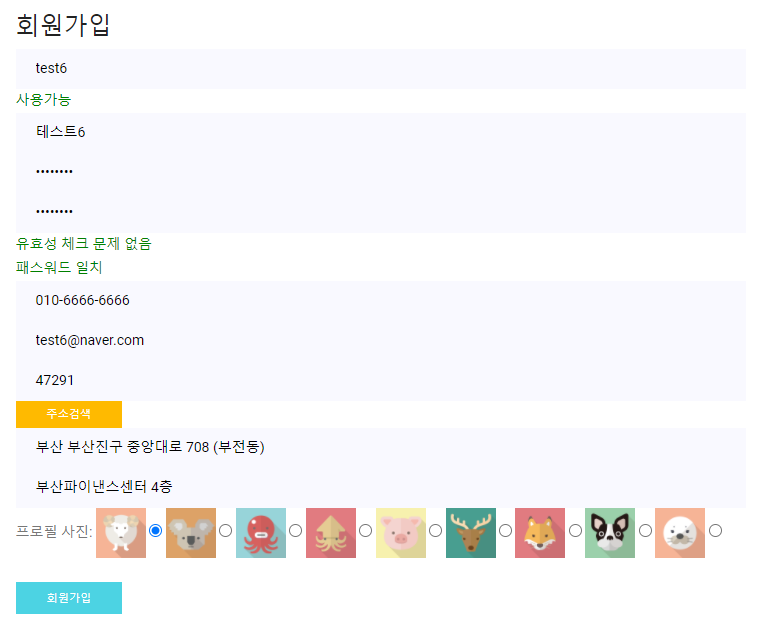 회원가입
test6
사용가능
테스트6
••••••••
••••••••
유효성 체크 문제 없음
패스워드 일치
010-6666-6666
test6@naver.com
47291
주소검색
부산 부산진구 중앙대로 708 (부전동)
부산파이낸스센터 4층
프로필 사진:
회원가입